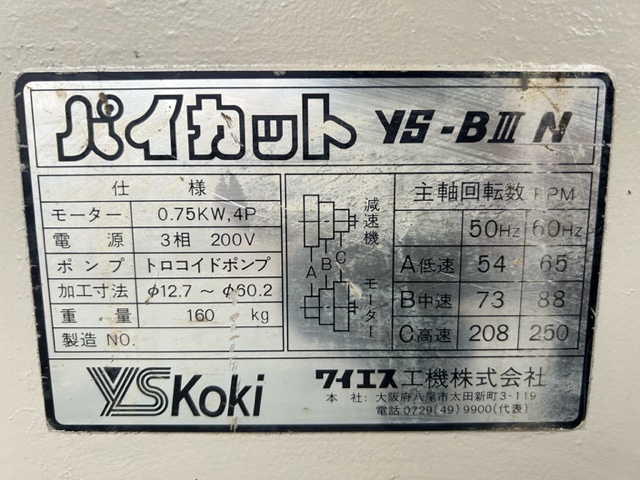 パイカット YS-BⅢ N
仕様
モーター 0.75KW,4P
電源 3相 200V
ポンプ トロコイドポンプ
加工寸法 φ12.7 ~ φ60.2
重量 160 kg
製造 NO.
減速機
A B C
モーター
主軸回転数 RPM
50Hz 60Hz
A低速 54 65
B中速 73 88
C高速 208 250
YSKoki ワイエス工機株式会社
本社: 大阪府八尾市太田新町3-119
電話 0729(49)9900(代表)